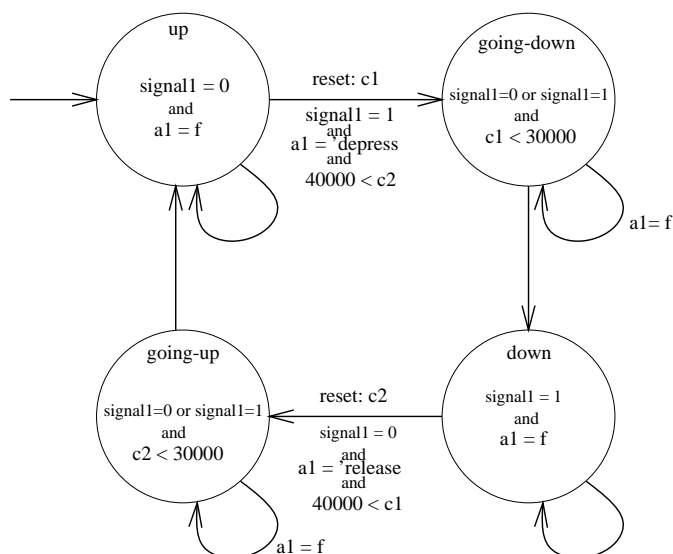 up
signal1 = 0
and
a1 = f
reset: c1
signal1 = 1
and
a1 = 'depress
and
40000 < c2
going-down
signal1=0 or signal1=1
and
c1 < 30000
a1= f
going-up
signal1=0 or signal1=1
and
c2 < 30000
a1 = f
reset: c2
signal1 = 0
and
a1 = 'release
and
40000 < c1
down
signal1 = 1
and
a1 = f